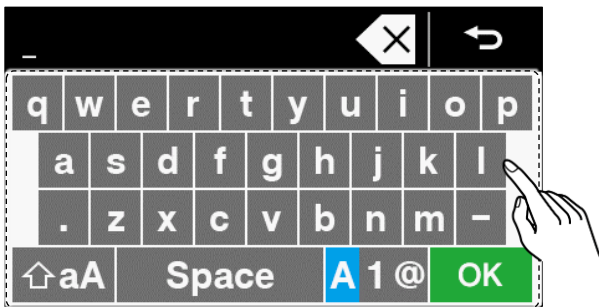 _
q w e r t y u i o p
a s d f g h j k l
. z x c v b n m -
aA Space A 1 @ OK